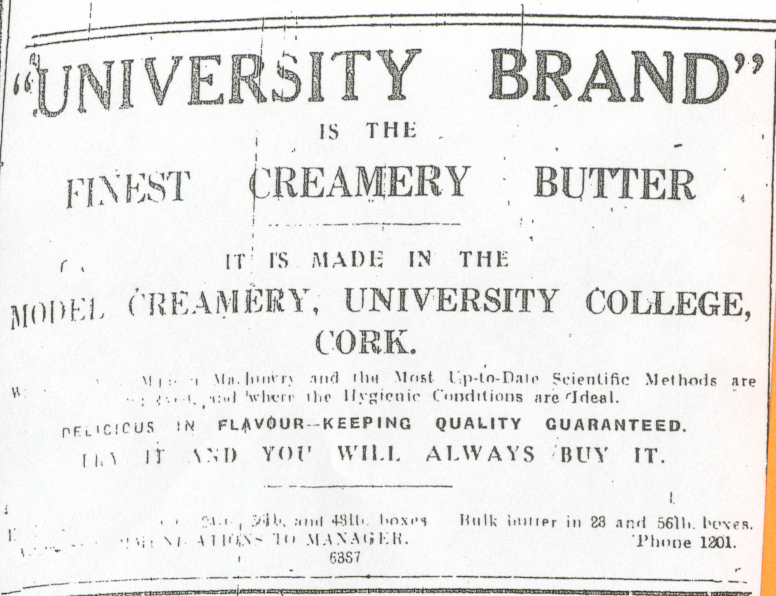 "UNIVERSITY BRAND"
IS THE
FINEST CREAMERY BUTTER
IT IS MADE IN THE
MODEL CREAMERY, UNIVERSITY COLLEGE,
CORK.
Machinery and the Most Up-to-Date Scientific Methods are
and where the Hygienic Conditions are Ideal.
DELICIOUS IN FLAVOUR--KEEPING QUALITY GUARANTEED.
TRY IT AND YOU WILL ALWAYS BUY IT.
and 48lb. boxes Bulk butter in 28 and 56lb. boxes.
TO MANAGER. 'Phone 1201.
6387